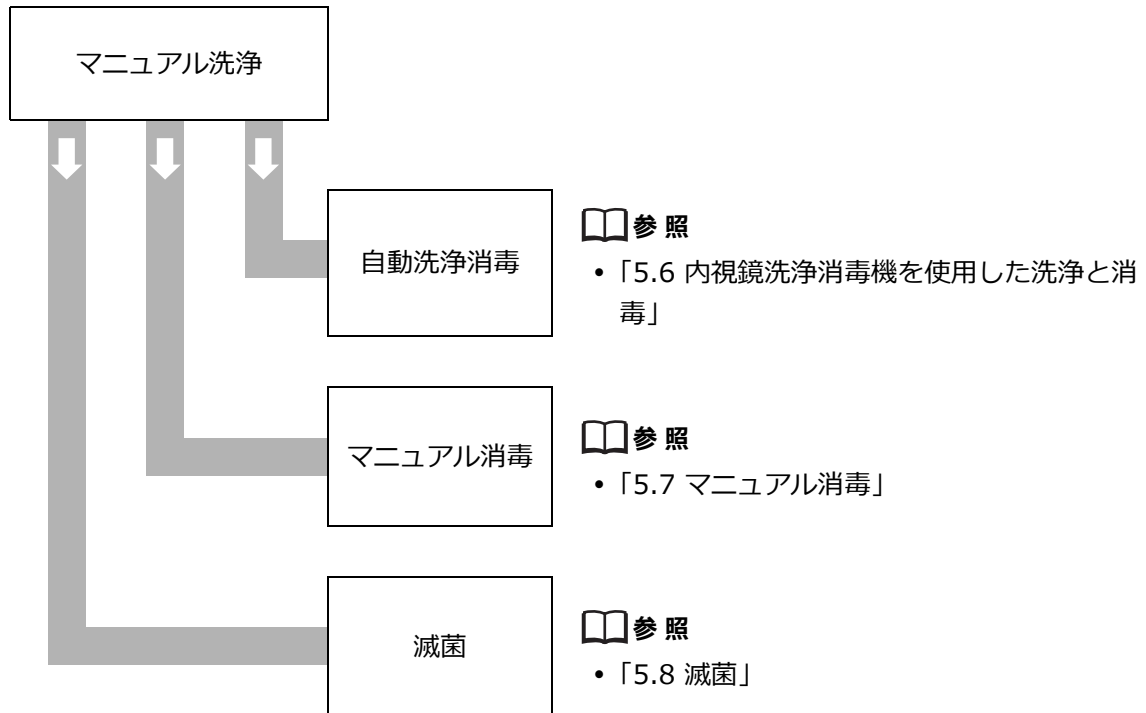 マニュアル洗浄
自動洗浄消毒
参照
•「5.6 内視鏡洗浄消毒機を使用した洗浄と消
毒」
マニュアル消毒
参照
•「5.7 マニュアル消毒」
滅菌
参照
•「5.8 滅菌」